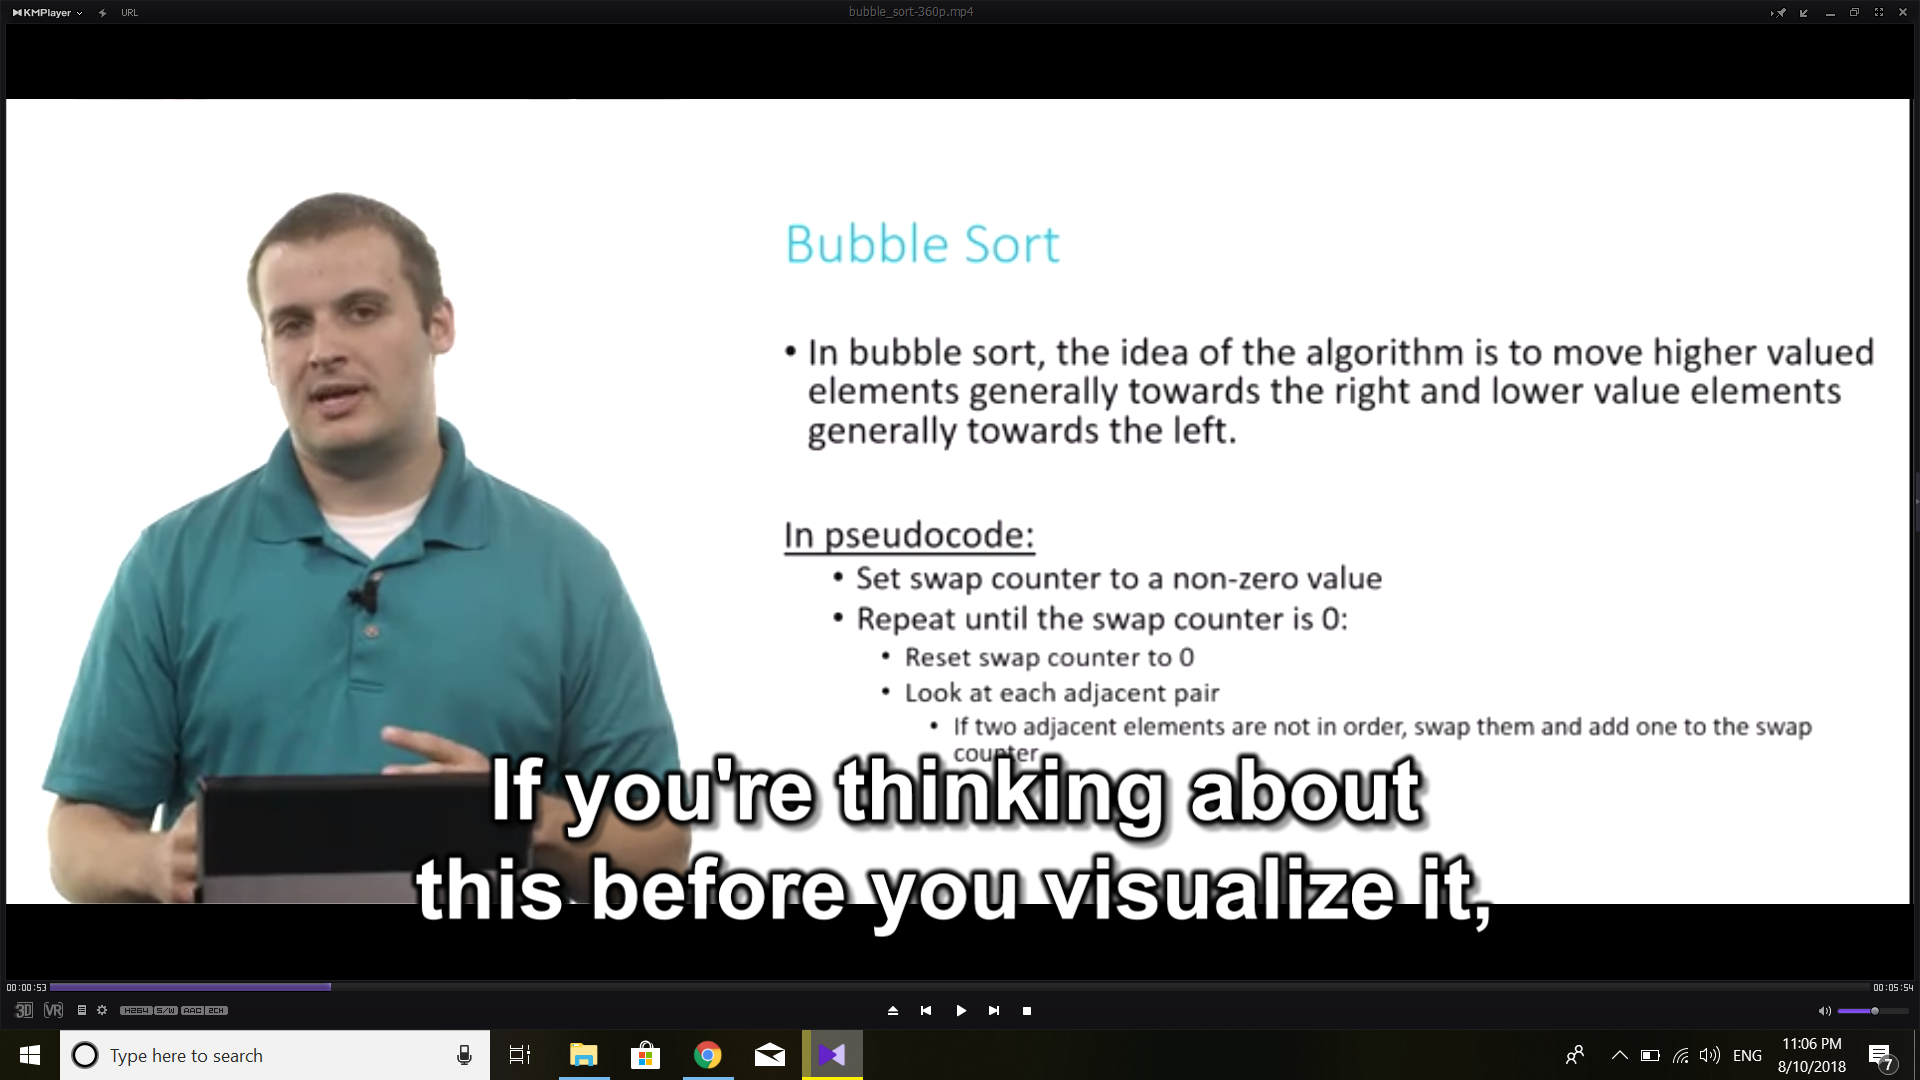 KMPlayer
URL
bubble_sort-360p.mp4
Bubble Sort
• In bubble sort, the idea of the algorithm is to move higher valued
elements generally towards the right and lower value elements
generally towards the left.
In pseudocode:
• Set swap counter to a non-zero value
• Repeat until the swap counter is 0:
• Reset swap counter to 0
• Look at each adjacent pair
• If two adjacent elements are not in order, swap them and add one to the swap
counter
If you're thinking about
this before you visualize it,
00:00:53
00:05:54
3D VR H264 S/W AAC 2CH
Type here to search
ENG
11:06 PM
8/10/2018
7